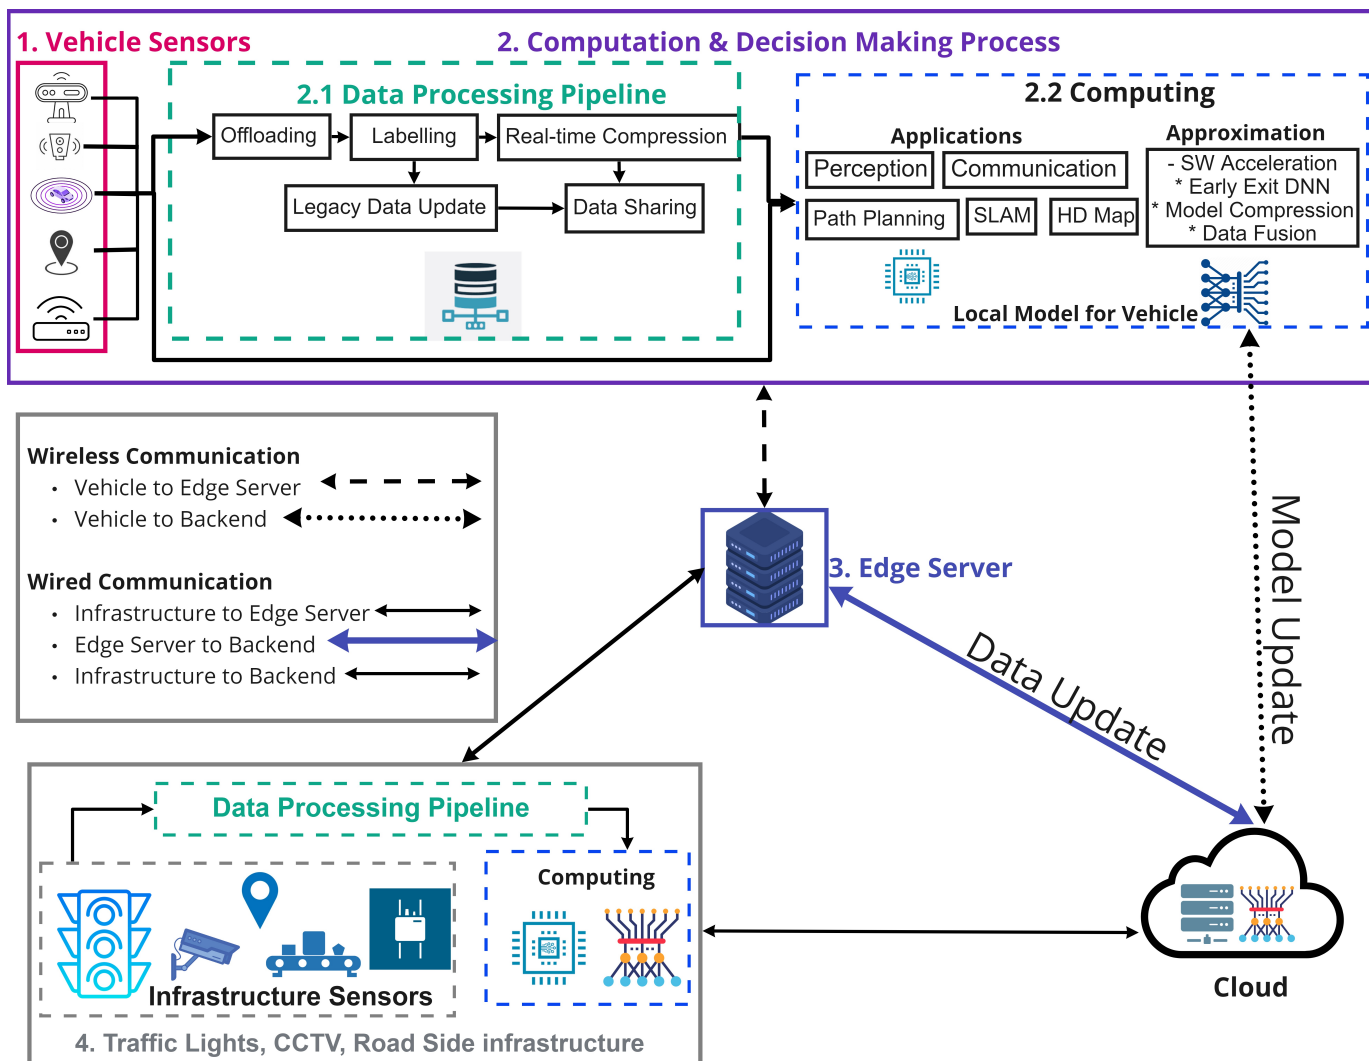 1. Vehicle Sensors
2. Computation & Decision Making Process
2.1 Data Processing Pipeline
Offloading
Labelling
Real-time Compression
Legacy Data Update
Data Sharing
2.2 Computing
Applications
Perception
Communication
Path Planning
SLAM
HD Map
Approximation
- SW Acceleration
* Early Exit DNN
* Model Compression
* Data Fusion
Local Model for Vehicle
Wireless Communication
· Vehicle to Edge Server
· Vehicle to Backend
Wired Communication
· Infrastructure to Edge Server
· Edge Server to Backend
· Infrastructure to Backend
3. Edge Server
Data Update
Model Update
Data Processing Pipeline
Computing
Infrastructure Sensors
4. Traffic Lights, CCTV, Road Side infrastructure
Cloud